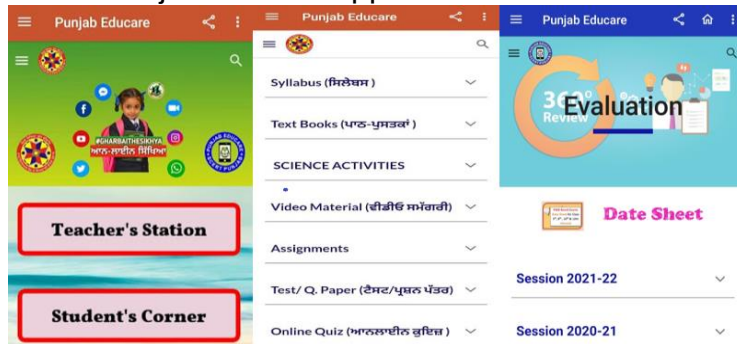 Punjab Educare
#GHARBAITHESIKHYA
ਆਨ-ਲਾਈਨ ਸਿੱਖਿਆ
Teacher's Station
Student's Corner
Punjab Educare
Syllabus (ਸਿਲੇਬਸ )
Text Books (ਪਾਠ-ਪੁਸਤਕਾਂ )
SCIENCE ACTIVITIES
Video Material (ਵੀਡੀਓ ਸਮੱਗਰੀ)
Assignments
Test/ Q. Paper (ਟੈਸਟ/ਪ੍ਰਸ਼ਨ ਪੱਤਰ)
Online Quiz (ਆਨਲਾਈਨ ਕੁਇਜ਼ )
Punjab Educare
Evaluation
Date Sheet
Session 2021-22
Session 2020-21